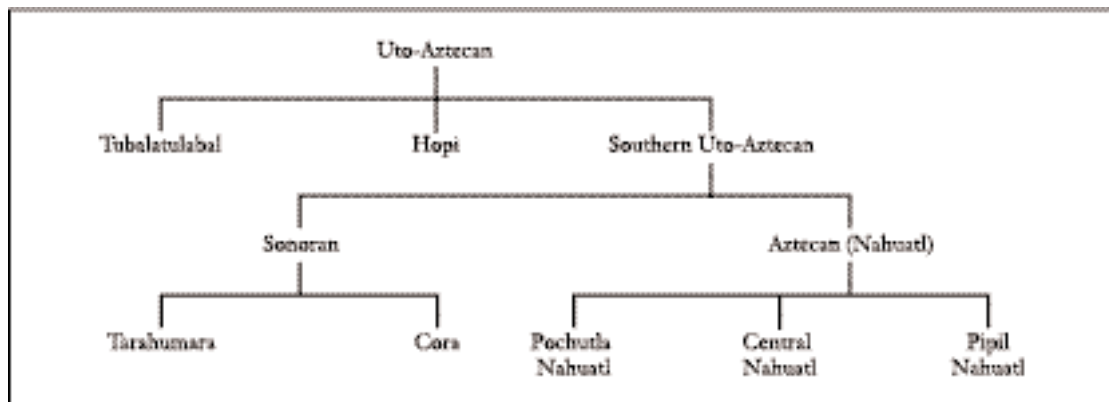 Uto-Aztecan
Tubalatulabal Hopi Southern Uto-Aztecan
Sonoran Aztecan (Nahuatl)
Tarahumara Cora Pochutla Central Pipil
Nahuatl Nahuatl Nahuatl